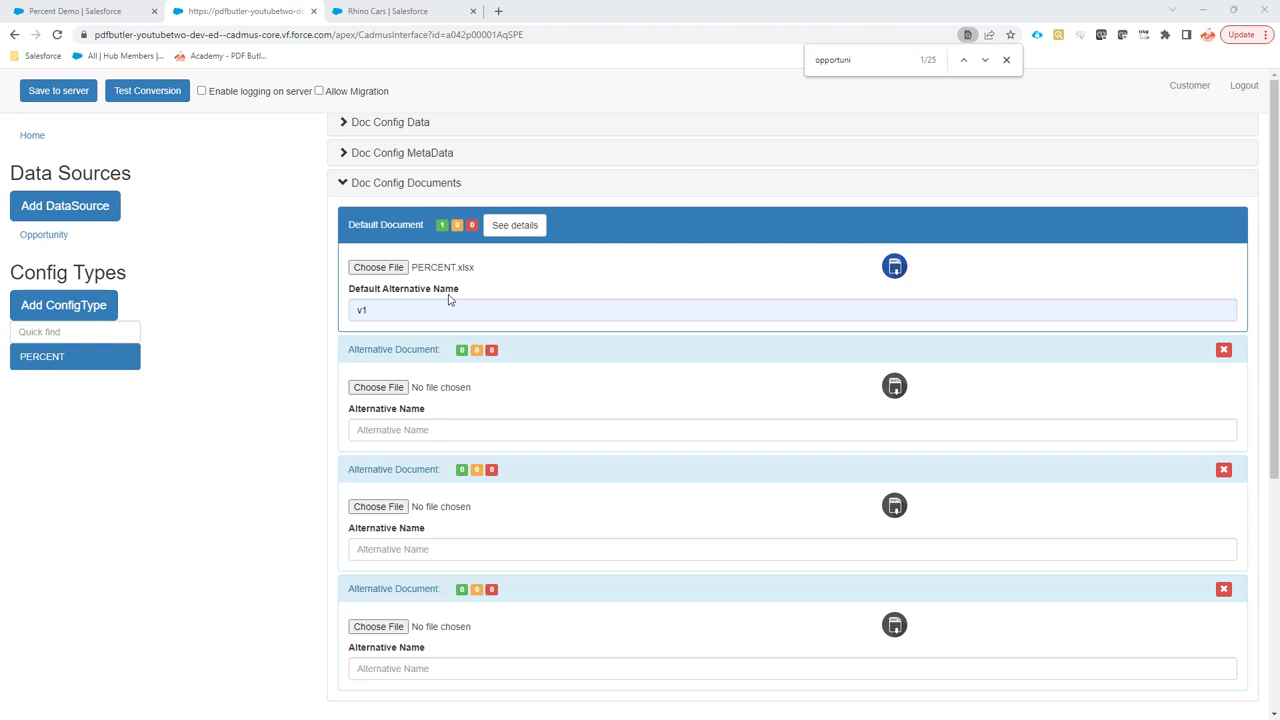 Percent Demo | Salesforce
https://pdfbutler-youtubetwo-de
Rhino Cars | Salesforce
pdfbutler-youtubetwo-dev-ed--cadmus-core.vf.force.com/apex/CadmusInterface?id=a042p00001AqSPE
Update
Salesforce
All | Hub Members |...
Academy - PDF Butl...
opportuni
1/25
Save to server
Test Conversion
Enable logging on server
Allow Migration
Customer
Logout
Home
Data Sources
Add DataSource
Opportunity
Config Types
Add ConfigType
Quick find
PERCENT
Doc Config Data
Doc Config MetaData
Doc Config Documents
Default Document 1 0 0 See details
Choose File PERCENT.xlsx
Default Alternative Name
v1
Alternative Document: 0 0 0
Choose File No file chosen
Alternative Name
Alternative Name
Alternative Document: 0 0 0
Choose File No file chosen
Alternative Name
Alternative Name
Alternative Document: 0 0 0
Choose File No file chosen
Alternative Name
Alternative Name